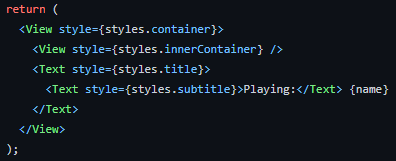 return (
  <View style={styles.container}>
    <View style={styles.innerContainer} />
    <Text style={styles.title}>
      <Text style={styles.subtitle}>Playing:</Text> {name}
    </Text>
  </View>
);